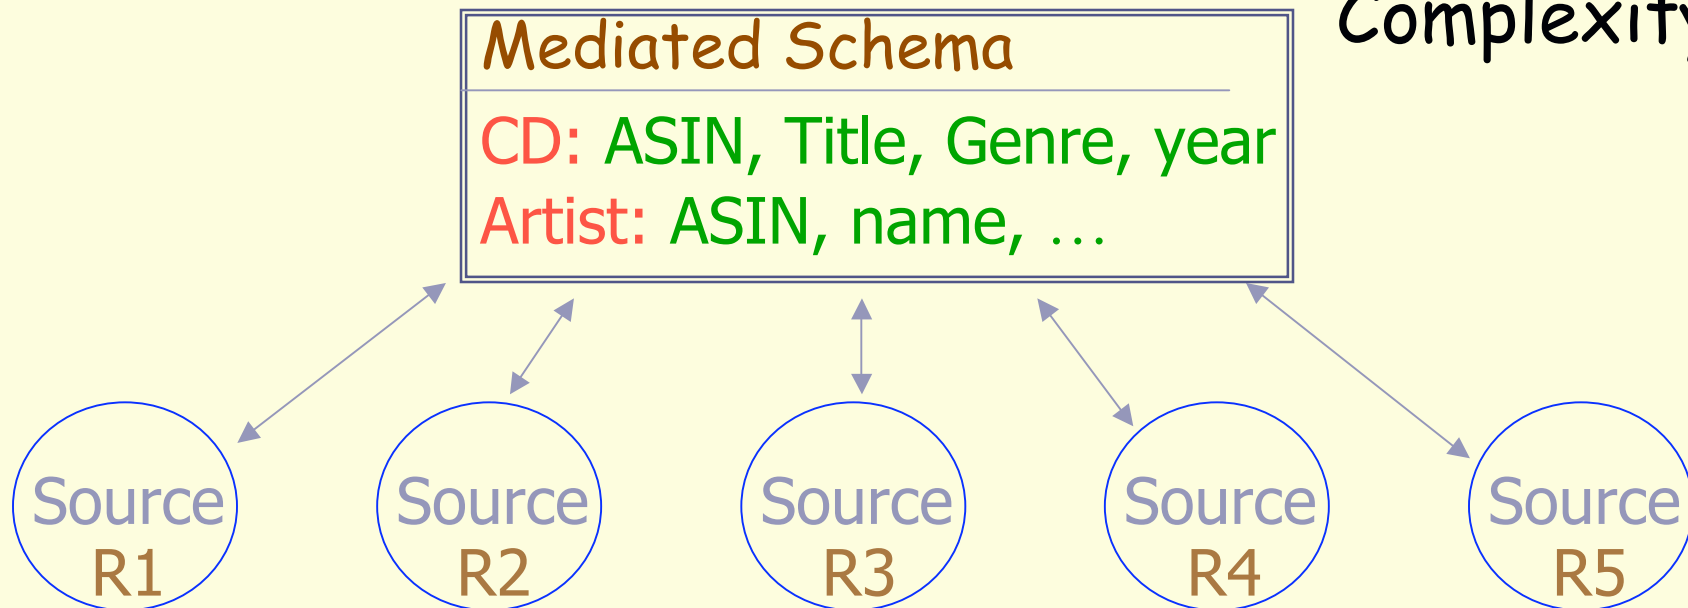 Complexity
Mediated Schema
CD: ASIN, Title, Genre, year
Artist: ASIN, name, …
Source
R1
Source
R2
Source
R3
Source
R4
Source
R5